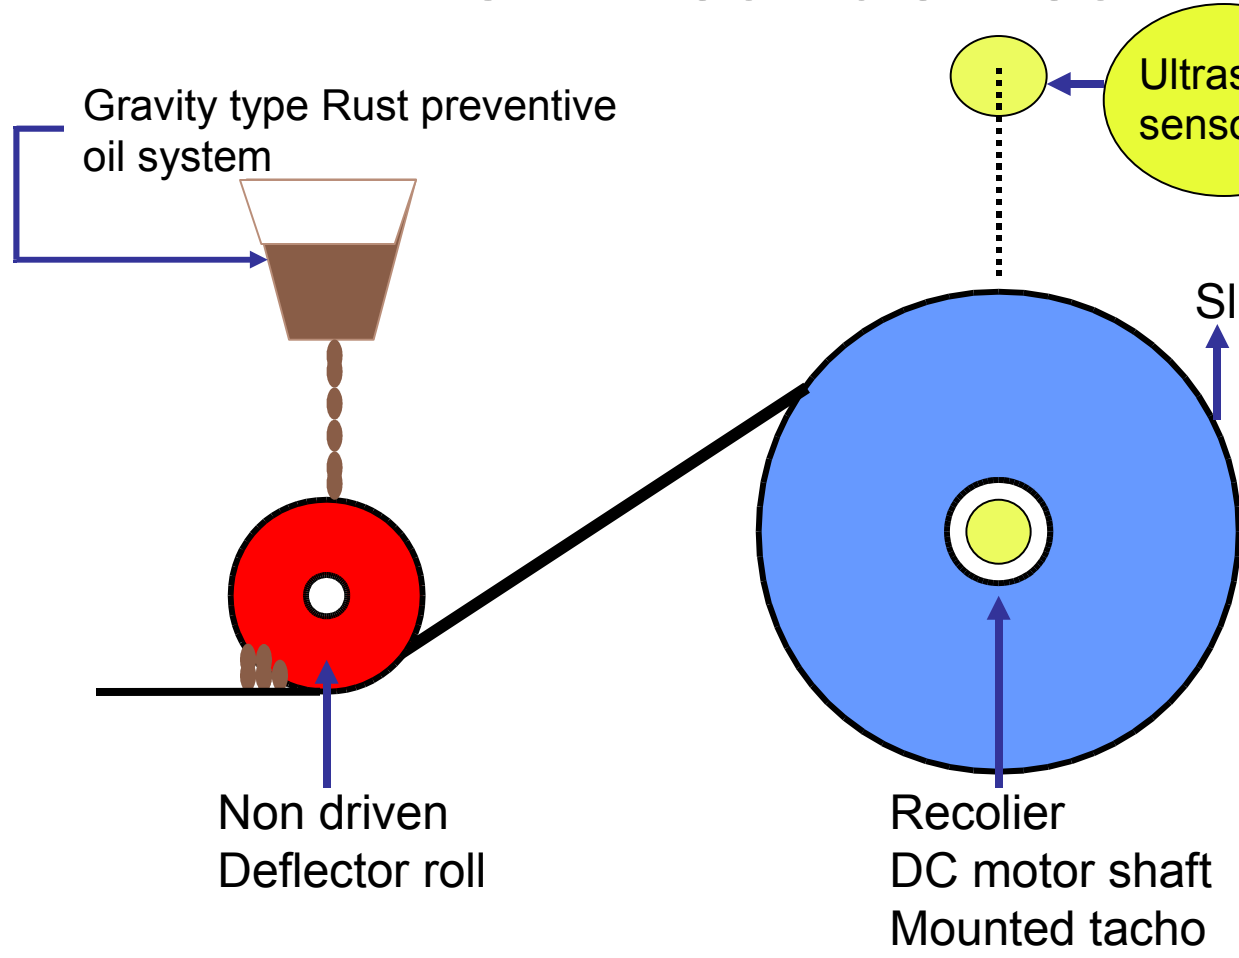 Gravity type Rust preventive
oil system
Non driven
Deflector roll
Recolier
DC motor shaft
Mounted tacho